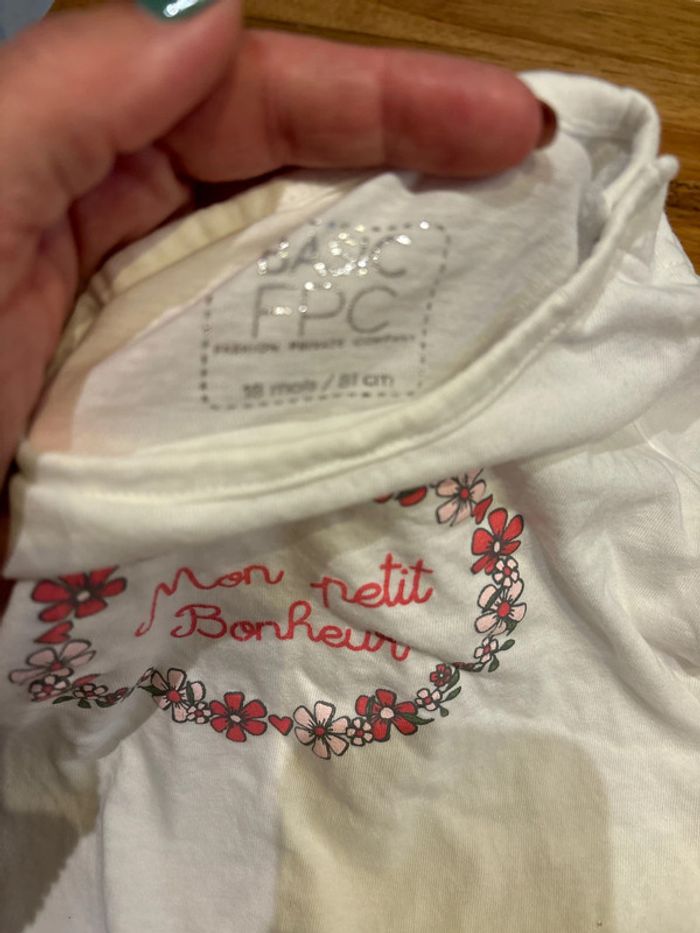 BASIC
FPC
FASHION PRIVATE COMPANY
18 mois / 81 cm
Mon petit
Bonheur